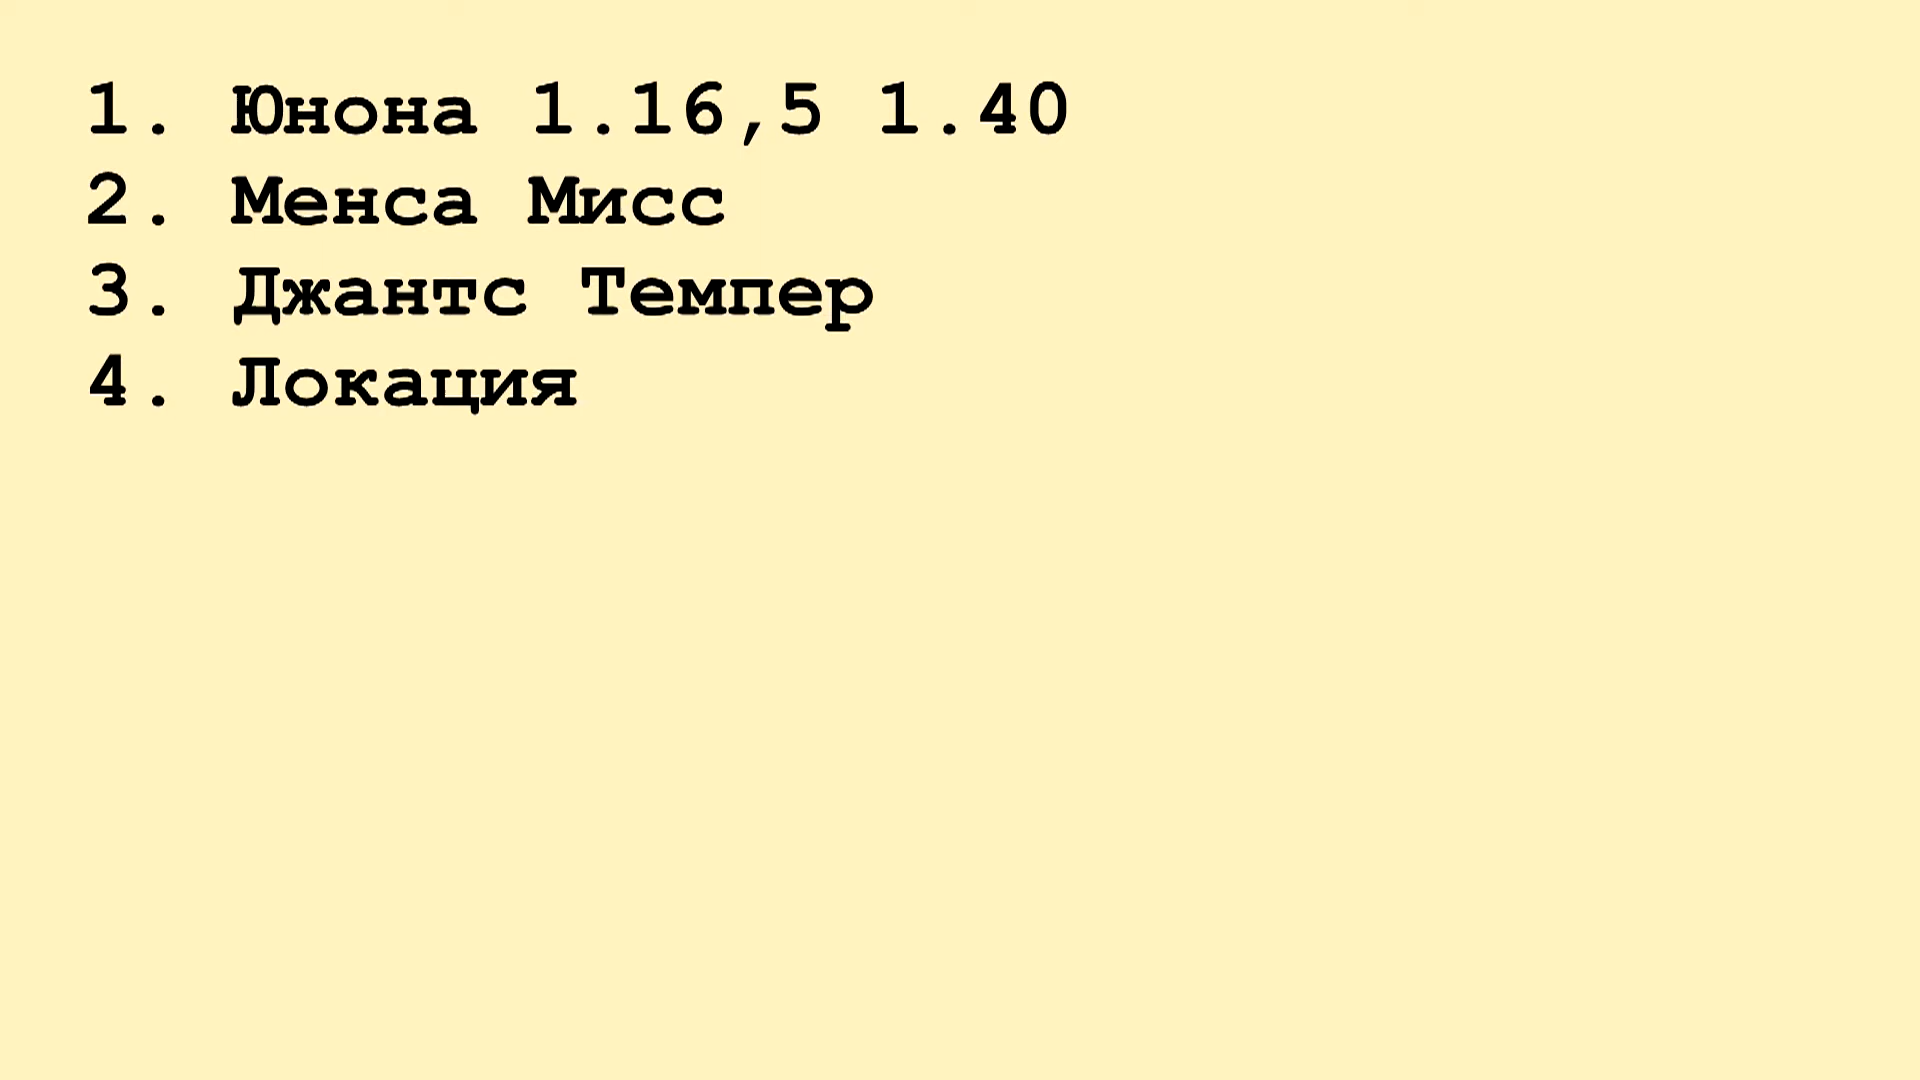 1. Юнона 1.16,5 1.40
2. Менса Мисс
3. Джантс Темпер
4. Локация